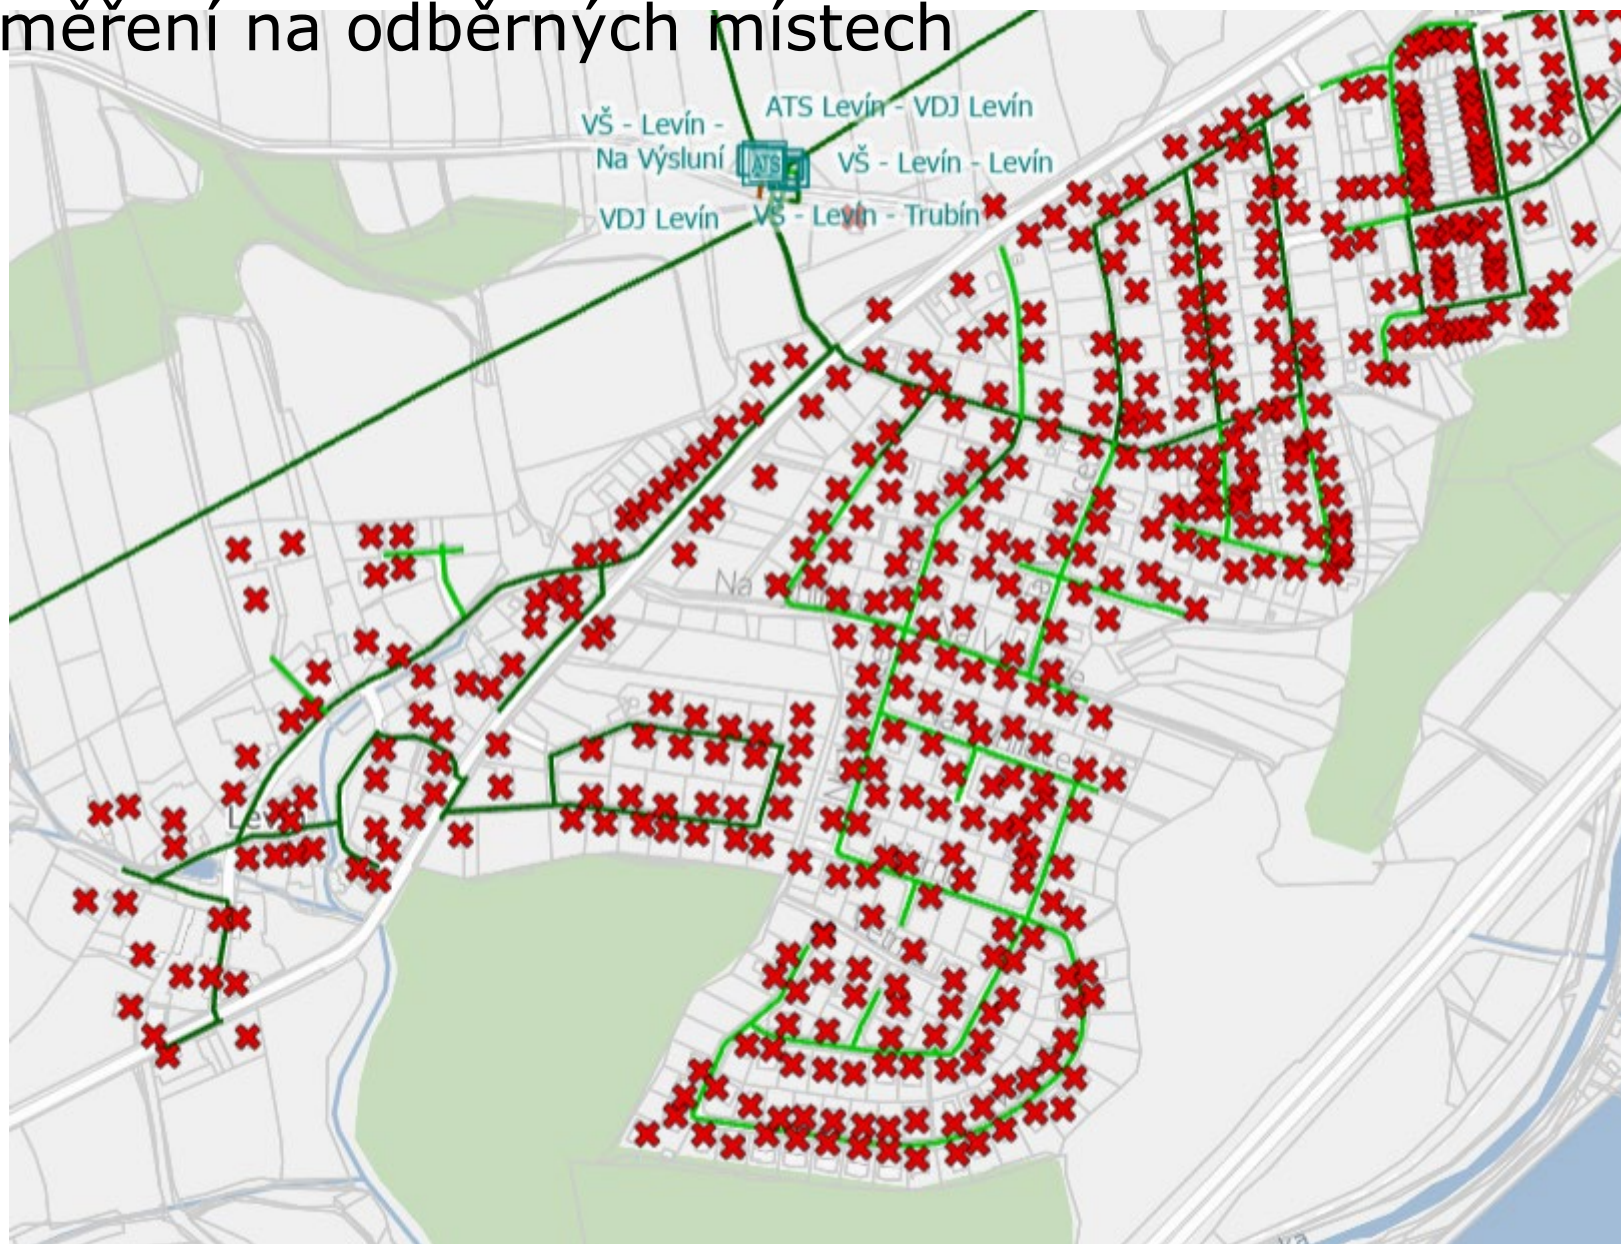 měření na odběrných místech
ATS Levín - VDJ Levín
VŠ - Levín -
Na Výsluní
ATS
VŠ - Levín - Levín
VDJ Levín
VŠ - Levín - Trubín
Na
Levín